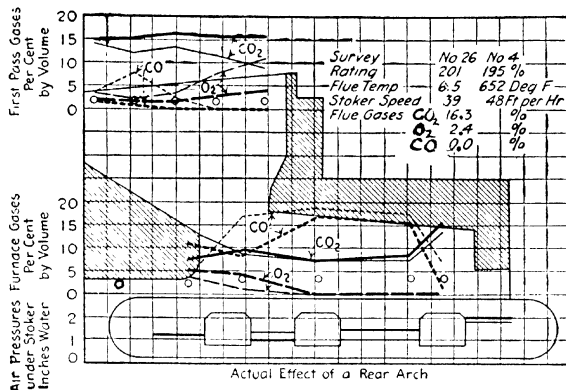 First Pass Gases
Per Cent
by Volume
20
15
10
5
0
CO
CO2
O2
Survey No 26 No 4
Rating 201 195 %
Flue Temp 6.5 652 Deg F
Stoker Speed 39 48 Ft per Hr
Flue Gases CO2 16.3 %
O2 2.4 %
CO 0.0 %
Furnace Gases
Per Cent
by Volume
20
15
10
5
0
CO
CO2
O2
Air Pressures
under Stoker
Inches Water
3
2
1
0
Actual Effect of a Rear Arch